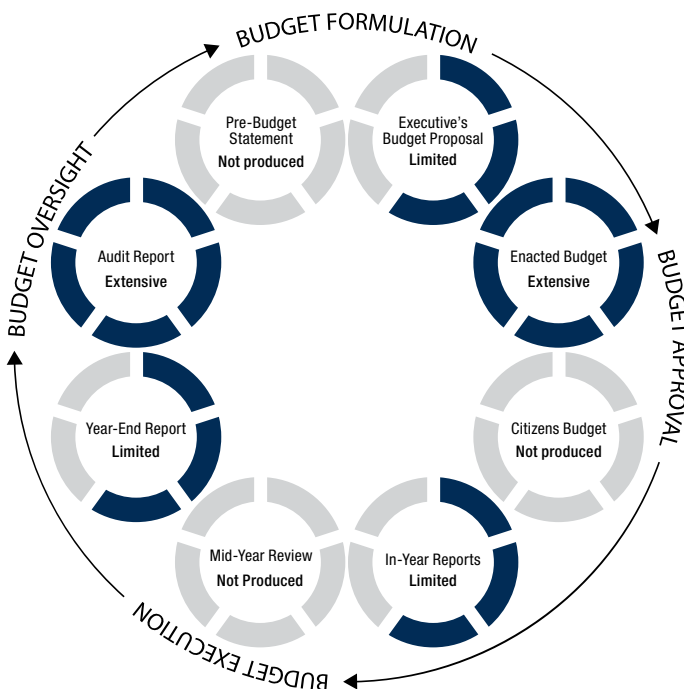 BUDGET FORMULATION
Pre-Budget
Statement
Not produced
Executive's
Budget Proposal
Limited
Enacted Budget
Extensive
BUDGET APPROVAL
Citizens Budget
Not produced
In-Year Reports
Limited
BUDGET EXECUTION
Mid-Year Review
Not Produced
Year-End Report
Limited
BUDGET OVERSIGHT
Audit Report
Extensive